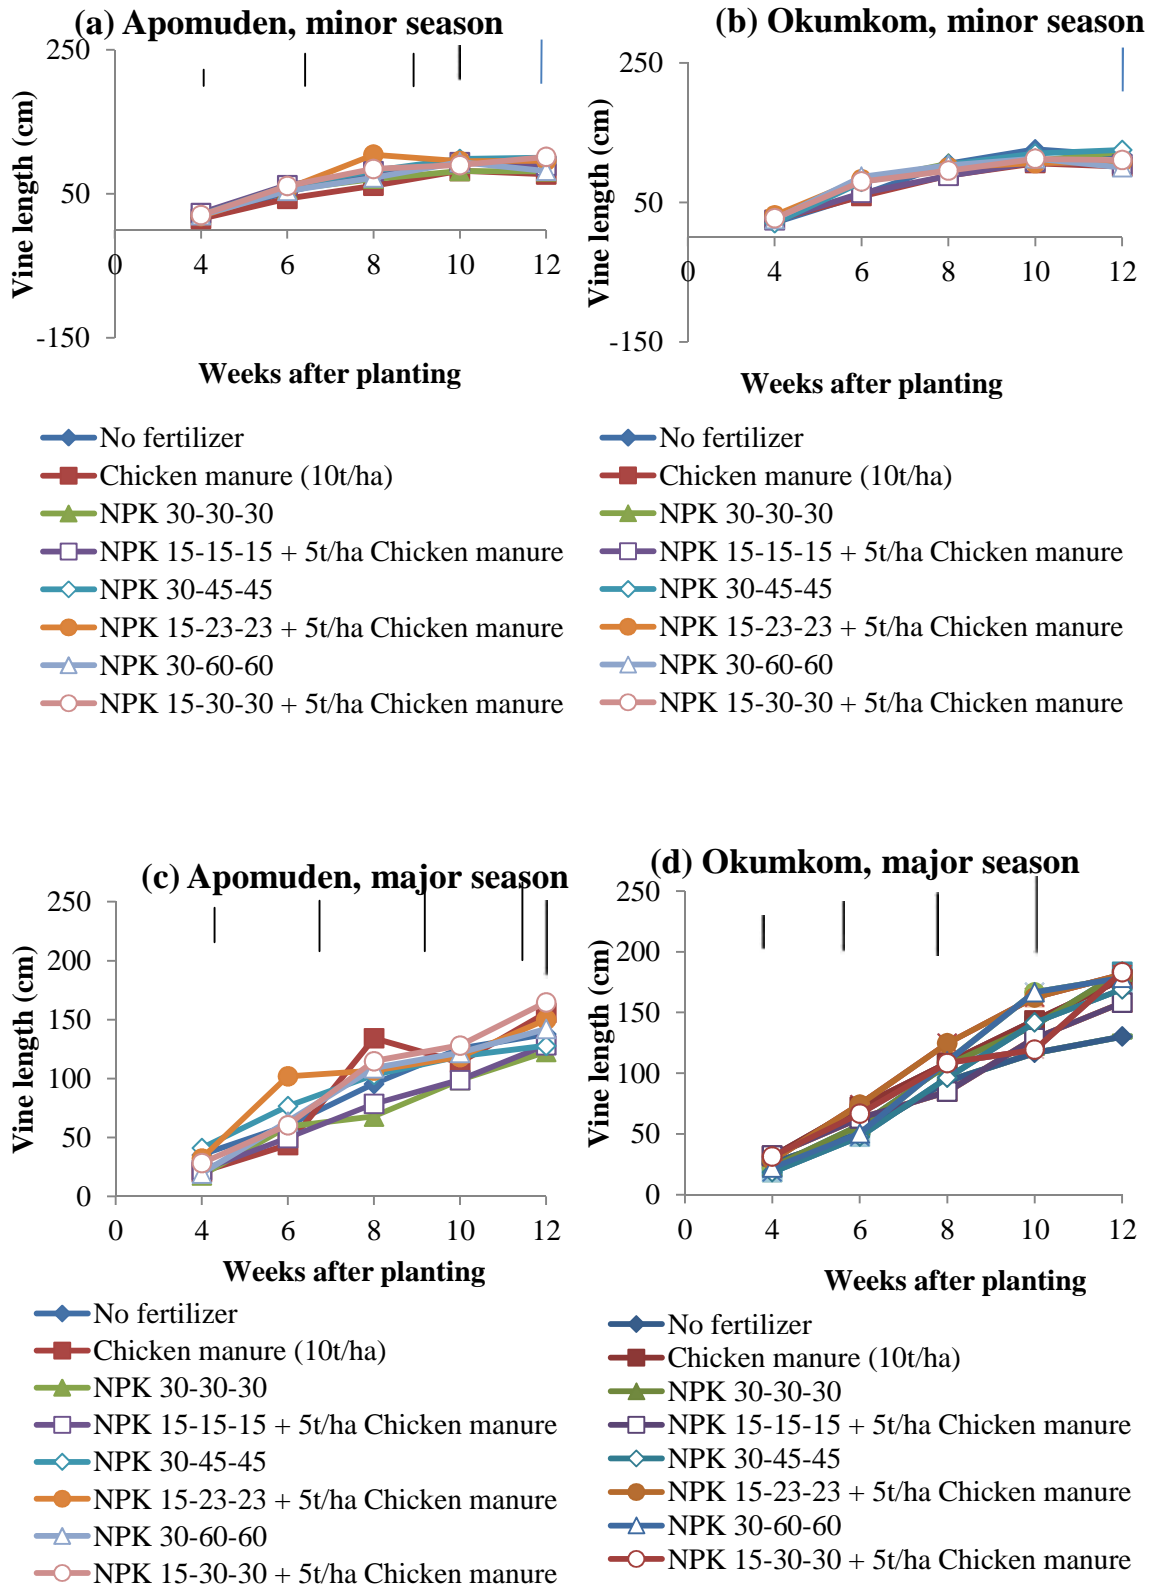 (a) Apomuden, minor season
250
50
-150
0
4
6
8
10
12
Vine length (cm)
Weeks after planting
No fertilizer
Chicken manure (10t/ha)
NPK 30-30-30
NPK 15-15-15 + 5t/ha Chicken manure
NPK 30-45-45
NPK 15-23-23 + 5t/ha Chicken manure
NPK 30-60-60
NPK 15-30-30 + 5t/ha Chicken manure
(b) Okumkom, minor season
250
50
-150
0
4
6
8
10
12
Vine length (cm)
Weeks after planting
No fertilizer
Chicken manure (10t/ha)
NPK 30-30-30
NPK 15-15-15 + 5t/ha Chicken manure
NPK 30-45-45
NPK 15-23-23 + 5t/ha Chicken manure
NPK 30-60-60
NPK 15-30-30 + 5t/ha Chicken manure
(c) Apomuden, major season
250
200
150
100
50
0
0
4
6
8
10
12
Vine length (cm)
Weeks after planting
No fertilizer
Chicken manure (10t/ha)
NPK 30-30-30
NPK 15-15-15 + 5t/ha Chicken manure
NPK 30-45-45
NPK 15-23-23 + 5t/ha Chicken manure
NPK 30-60-60
NPK 15-30-30 + 5t/ha Chicken manure
(d) Okumkom, major season
250
200
150
100
50
0
0
4
6
8
10
12
Vine length (cm)
Weeks after planting
No fertilizer
Chicken manure (10t/ha)
NPK 30-30-30
NPK 15-15-15 + 5t/ha Chicken manure
NPK 30-45-45
NPK 15-23-23 + 5t/ha Chicken manure
NPK 30-60-60
NPK 15-30-30 + 5t/ha Chicken manure